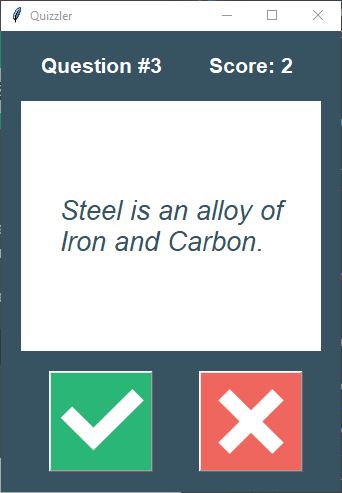 Quizzler
Question #3 Score: 2
Steel is an alloy of
Iron and Carbon.